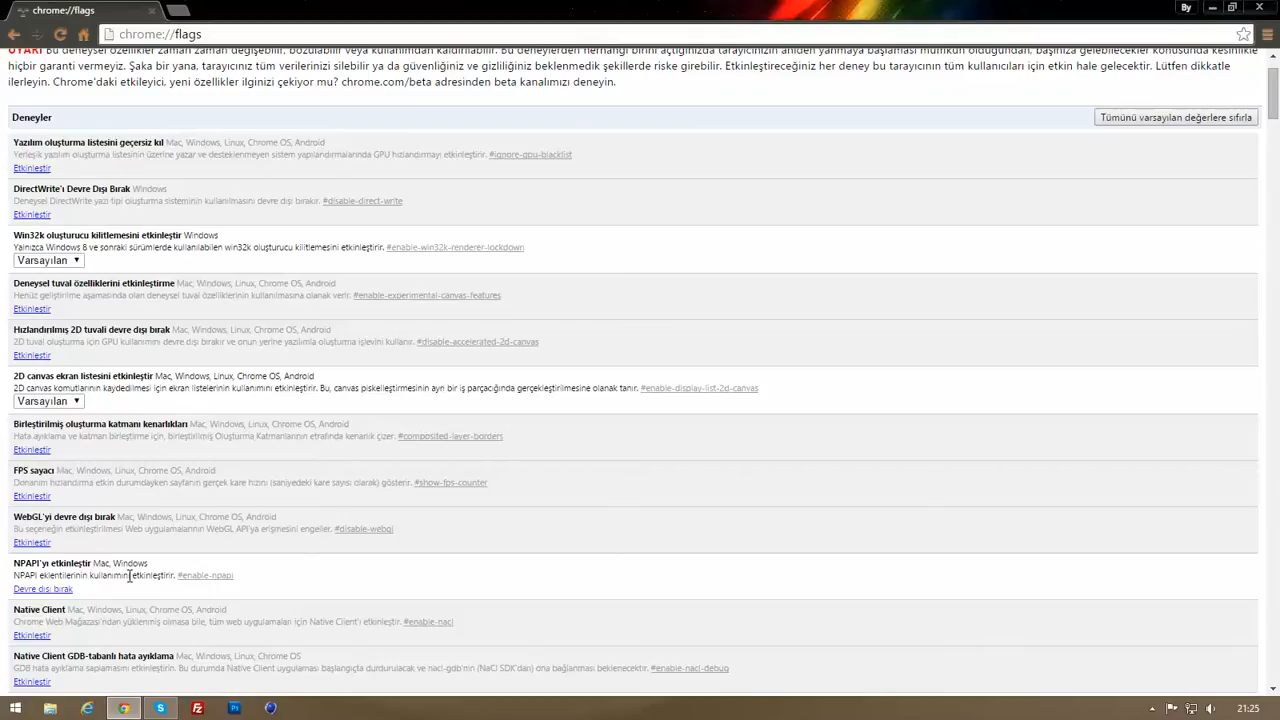 chrome://flags
By
chrome://flags
UYARI Bu deneysel özellikler zaman zaman değişebilir, bozulabilir veya kullanımdan kaldırılabilir. Bu deneylerden herhangi birini açtığınızda tarayıcınızın aniden yanmaya başlaması mümkün olduğundan, başınıza gelebilecekler konusunda kesinlikle
hiçbir garanti vermeyiz. Şaka bir yana, tarayıcınız tüm verilerinizi silebilir ya da güvenliğiniz ve gizliliğiniz beklenmedik şekillerde riske girebilir. Etkinleştireceğiniz her deney bu tarayıcının tüm kullanıcıları için etkin hale gelecektir. Lütfen dikkatle
ilerleyin. Chrome'daki etkileyici, yeni özellikler ilginizi çekiyor mu? chrome.com/beta adresinden beta kanalımızı deneyin.
Deneyler
Tümünü varsayılan değerlere sıfırla
Yazılım oluşturma listesini geçersiz kıl Mac, Windows, Linux, Chrome OS, Android
Yerleşik yazılım oluşturma listesinin üzerine yazar ve desteklenmeyen sistem yapılandırmalarında GPU hızlandırmayı etkinleştirir. #ignore-gpu-blacklist
Etkinleştir
DirectWrite'ı Devre Dışı Bırak Windows
Deneysel DirectWrite yazı tipi oluşturma sisteminin kullanılmasını devre dışı bırakır. #disable-direct-write
Etkinleştir
Win32k oluşturucu kilitlemesini etkinleştir Windows
Yalnızca Windows 8 ve sonraki sürümlerde kullanılabilen win32k oluşturucu kilitlemesini etkinleştirir. #enable-win32k-renderer-lockdown
Varsayılan
Deneysel tuval özelliklerini etkinleştirme Mac, Windows, Linux, Chrome OS, Android
Henüz geliştirilme aşamasında olan deneysel tuval özelliklerinin kullanılmasına olanak verir. #enable-experimental-canvas-features
Etkinleştir
Hızlandırılmış 2D tuvali devre dışı bırak Mac, Windows, Linux, Chrome OS, Android
2D tuval oluşturma için GPU kullanımını devre dışı bırakır ve onun yerine yazılımla oluşturma işlevini kullanır. #disable-accelerated-2d-canvas
Etkinleştir
2D canvas ekran listesini etkinleştir Mac, Windows, Linux, Chrome OS, Android
2D canvas komutlarının kaydedilmesi için ekran listelerinin kullanımını etkinleştirir. Bu, canvas pikselleştirmesinin ayrı bir iş parçacığında gerçekleştirilmesine olanak tanır. #enable-display-list-2d-canvas
Varsayılan
Birleştirilmiş oluşturma katmanı kenarlıkları Mac, Windows, Linux, Chrome OS, Android
Hata ayıklama ve katman birleştirme için, birleştirilmiş Oluşturma Katmanlarının etrafında kenarlık çizer. #composited-layer-borders
Etkinleştir
FPS sayacı Mac, Windows, Linux, Chrome OS, Android
Donanım hızlandırma etkin durumdayken sayfanın gerçek kare hızını (saniyedeki kare sayısı olarak) gösterir. #show-fps-counter
Etkinleştir
WebGL'yi devre dışı bırak Mac, Windows, Linux, Chrome OS, Android
Bu seçeneğin etkinleştirilmesi Web uygulamalarının WebGL API'ya erişmesini engeller. #disable-webgl
Etkinleştir
NPAPI'yı etkinleştir Mac, Windows
NPAPI eklentilerinin kullanımını etkinleştirir. #enable-npapi
Devre dışı bırak
Native Client Mac, Windows, Linux, Chrome OS, Android
Chrome Web Mağazası'ndan yüklenmiş olmasa bile, tüm web uygulamaları için Native Client'ı etkinleştir. #enable-nacl
Etkinleştir
Native Client GDB-tabanlı hata ayıklama Mac, Windows, Linux, Chrome OS
GDB hata ayıklama saplamasını etkinleştirin. Bu durumda Native Client uygulaması başlangıçta durdurulacak ve nacl-gdb'nin (NaCl SDK'dan) ona bağlanması beklenecektir. #enable-nacl-debug
Etkinleştir
21:25